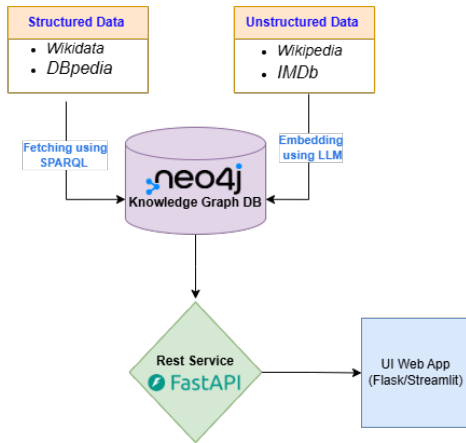 Structured Data
Wikidata
DBpedia
Unstructured Data
Wikipedia
IMDb
Fetching using
SPARQL
Embedding
using LLM
neo4j
Knowledge Graph DB
Rest Service
FastAPI
UI Web App
(Flask/Streamlit)